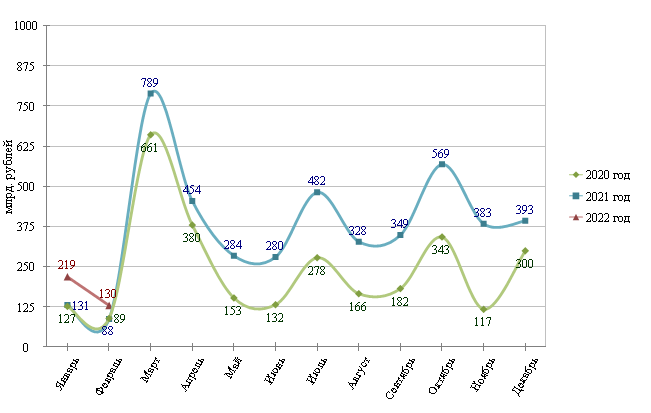 1000
875
750
625
500
375
250
125
0
млрд. рублей
789
661
454
380
284
153
280
132
482
278
328
166
349
182
569
343
383
117
393
300
219
130
131
127
89
88
Январь
Февраль
Март
Апрель
Май
Июнь
Июль
Август
Сентябрь
Октябрь
Ноябрь
Декабрь
2020 год
2021 год
2022 год